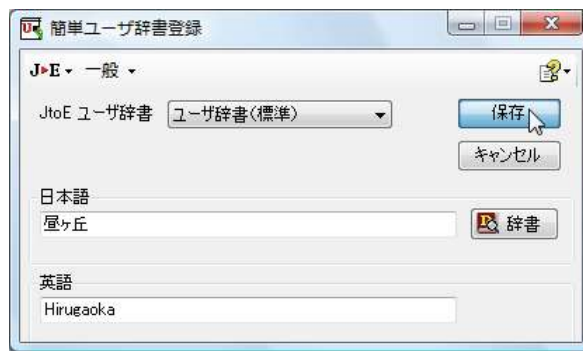 簡単ユーザ辞書登録
J▶E 一般
JtoE ユーザ辞書 ユーザ辞書(標準) 保存
キャンセル
日本語
昼ヶ丘 辞書
英語
Hirugaoka